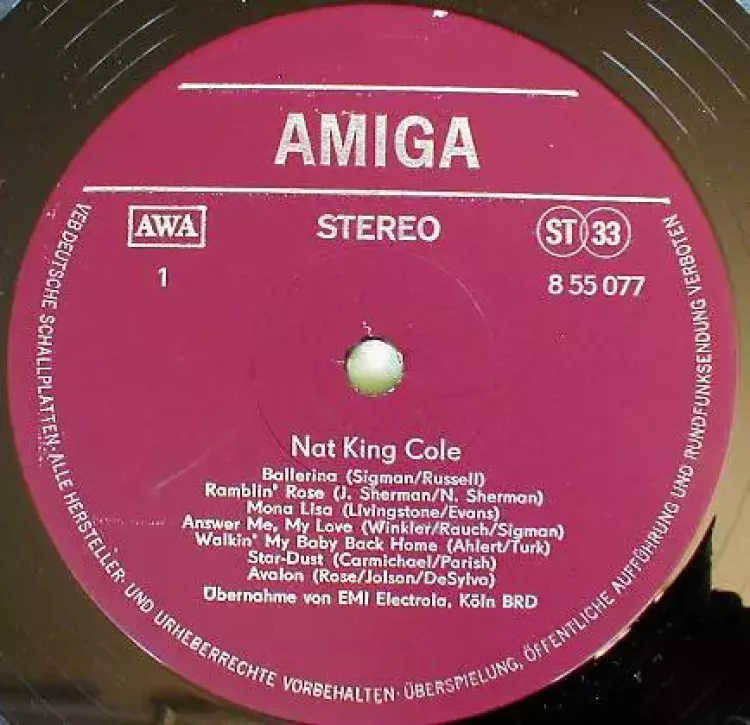 AMIGA
AWA
STEREO
ST 33
1
8 55 077
Nat King Cole
Ballerina (Sigman/Russell)
Ramblin' Rose (J. Sherman/N. Sherman)
Mona Lisa (Livingstone/Evans)
Answer Me, My Love (Winkler/Rauch/Sigman)
Walkin' My Baby Back Home (Ahlert/Turk)
Star-Dust (Carmichael/Parish)
Avalon (Rose/Jolson/DeSylva)
Übernahme von EMI Electrola, Köln BRD
VEB DEUTSCHE SCHALLPLATTEN · ALLE HERSTELLER- UND URHEBERRECHTE VORBEHALTEN · ÜBERSPIELUNG, ÖFFENTLICHE AUFFÜHRUNG UND RUNDFUNKSENDUNG VERBOTEN